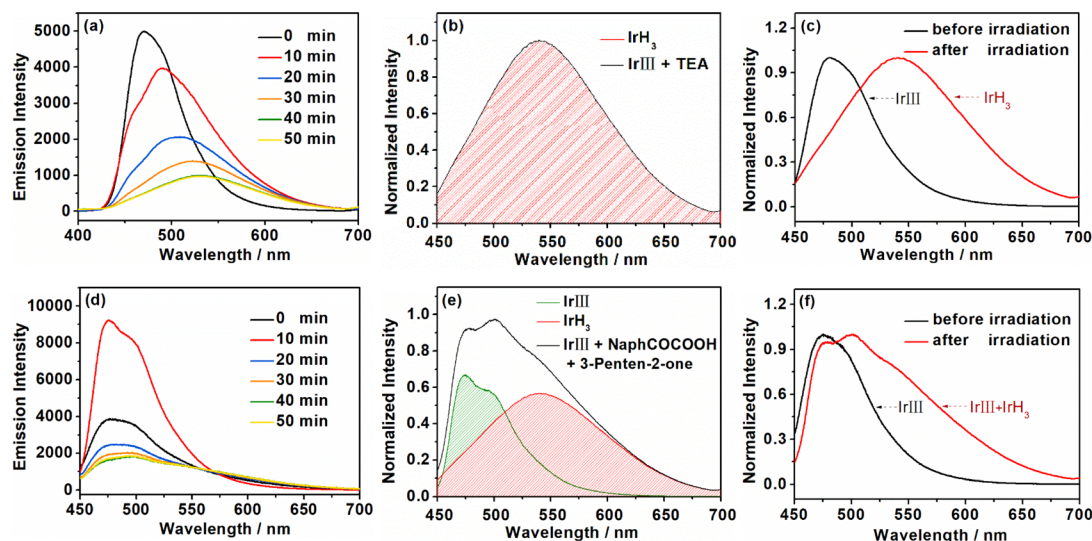 (a)
0 min
10 min
20 min
30 min
40 min
50 min
Emission Intensity
5000
4000
3000
2000
1000
0
400 450 500 550 600 650 700
Wavelength / nm
(b)
IrH₃
IrIII + TEA
Normalized Intensity
1.0
0.8
0.6
0.4
0.2
0.0
450 500 550 600 650 700
Wavelength / nm
(c)
before irradiation
after irradiation
IrIII
IrH₃
Normalized Intensity
1.2
0.9
0.6
0.3
0.0
450 500 550 600 650 700
Wavelength / nm
(d)
0 min
10 min
20 min
30 min
40 min
50 min
Emission Intensity
10000
8000
6000
4000
2000
0
450 500 550 600 650 700
Wavelength / nm
(e)
IrIII
IrH₃
IrIII + NaphCOCOOH
+ 3-Penten-2-one
Normalized Intensity
1.0
0.8
0.6
0.4
0.2
0.0
450 500 550 600 650 700
Wavelength / nm
(f)
before irradiation
after irradiation
IrIII
IrIII+IrH₃
Normalized Intensity
1.2
0.9
0.6
0.3
0.0
450 500 550 600 650 700
Wavelength / nm